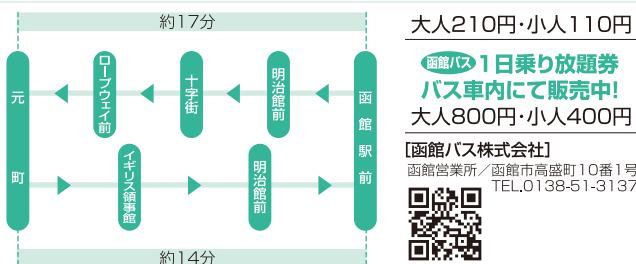 約17分
元町
ロープウェイ前
十字街
明治館前
函館駅前
イギリス領事館
明治館前
約14分
大人210円・小人110円
函館バス 1日乗り放題券
バス車内にて販売中!
大人800円・小人400円
[函館バス株式会社]
函館営業所／函館市高盛町10番1号
TEL.0138-51-3137